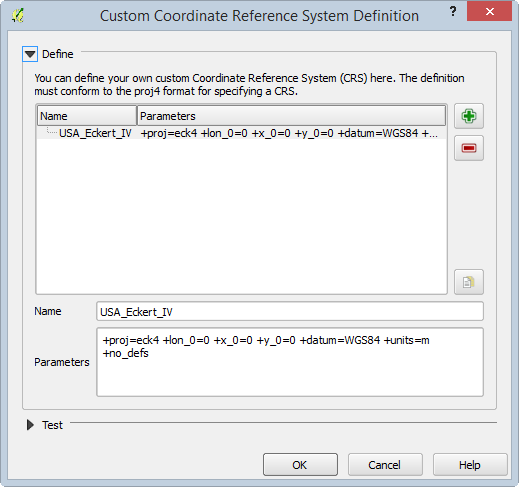 Custom Coordinate Reference System Definition
Define
You can define your own custom Coordinate Reference System (CRS) here. The definition
must conform to the proj4 format for specifying a CRS.
Name Parameters
USA_Eckert_IV +proj=eck4 +lon_0=0 +x_0=0 +y_0=0 +datum=WGS84 +...
Name USA_Eckert_IV
Parameters
+proj=eck4 +lon_0=0 +x_0=0 +y_0=0 +datum=WGS84 +units=m
+no_defs
Test
OK Cancel Help